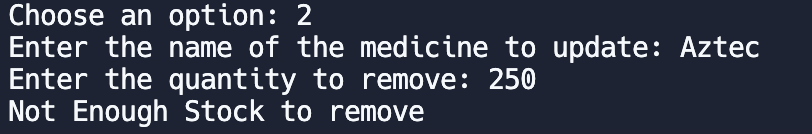 Choose an option: 2
Enter the name of the medicine to update: Aztec
Enter the quantity to remove: 250
Not Enough Stock to remove